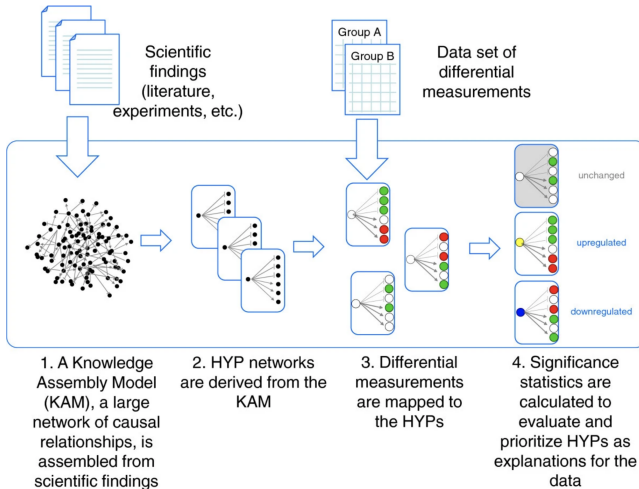 Scientific
findings
(literature,
experiments, etc.)
Group A
Group B
Data set of
differential
measurements
unchanged
upregulated
downregulated
1. A Knowledge
Assembly Model
(KAM), a large
network of causal
relationships, is
assembled from
scientific findings
2. HYP networks
are derived from the
KAM
3. Differential
measurements
are mapped to
the HYPs
4. Significance
statistics are
calculated to
evaluate and
prioritize HYPs as
explanations for the
data